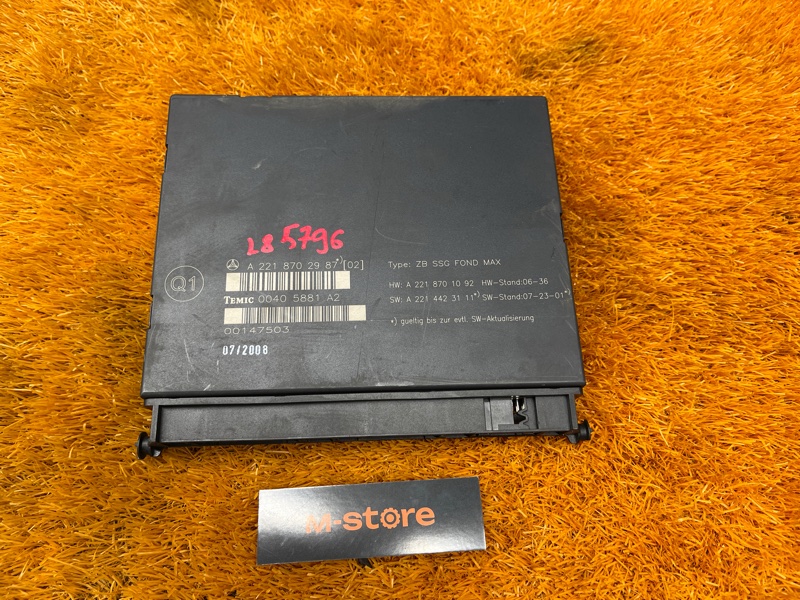 285796
A 221 870 29 87*)[02]
Type: ZB SSG FOND MAX
Q1
HW: A 221 870 10 92 HW-Stand:06-36
TEMIC 0040 5881 A2
SW: A 221 442 31 11*) SW-Stand:07-23-01*)
*) gueltig bis zur evtl. SW-Aktualisierung
00147503
07/2008
M-store